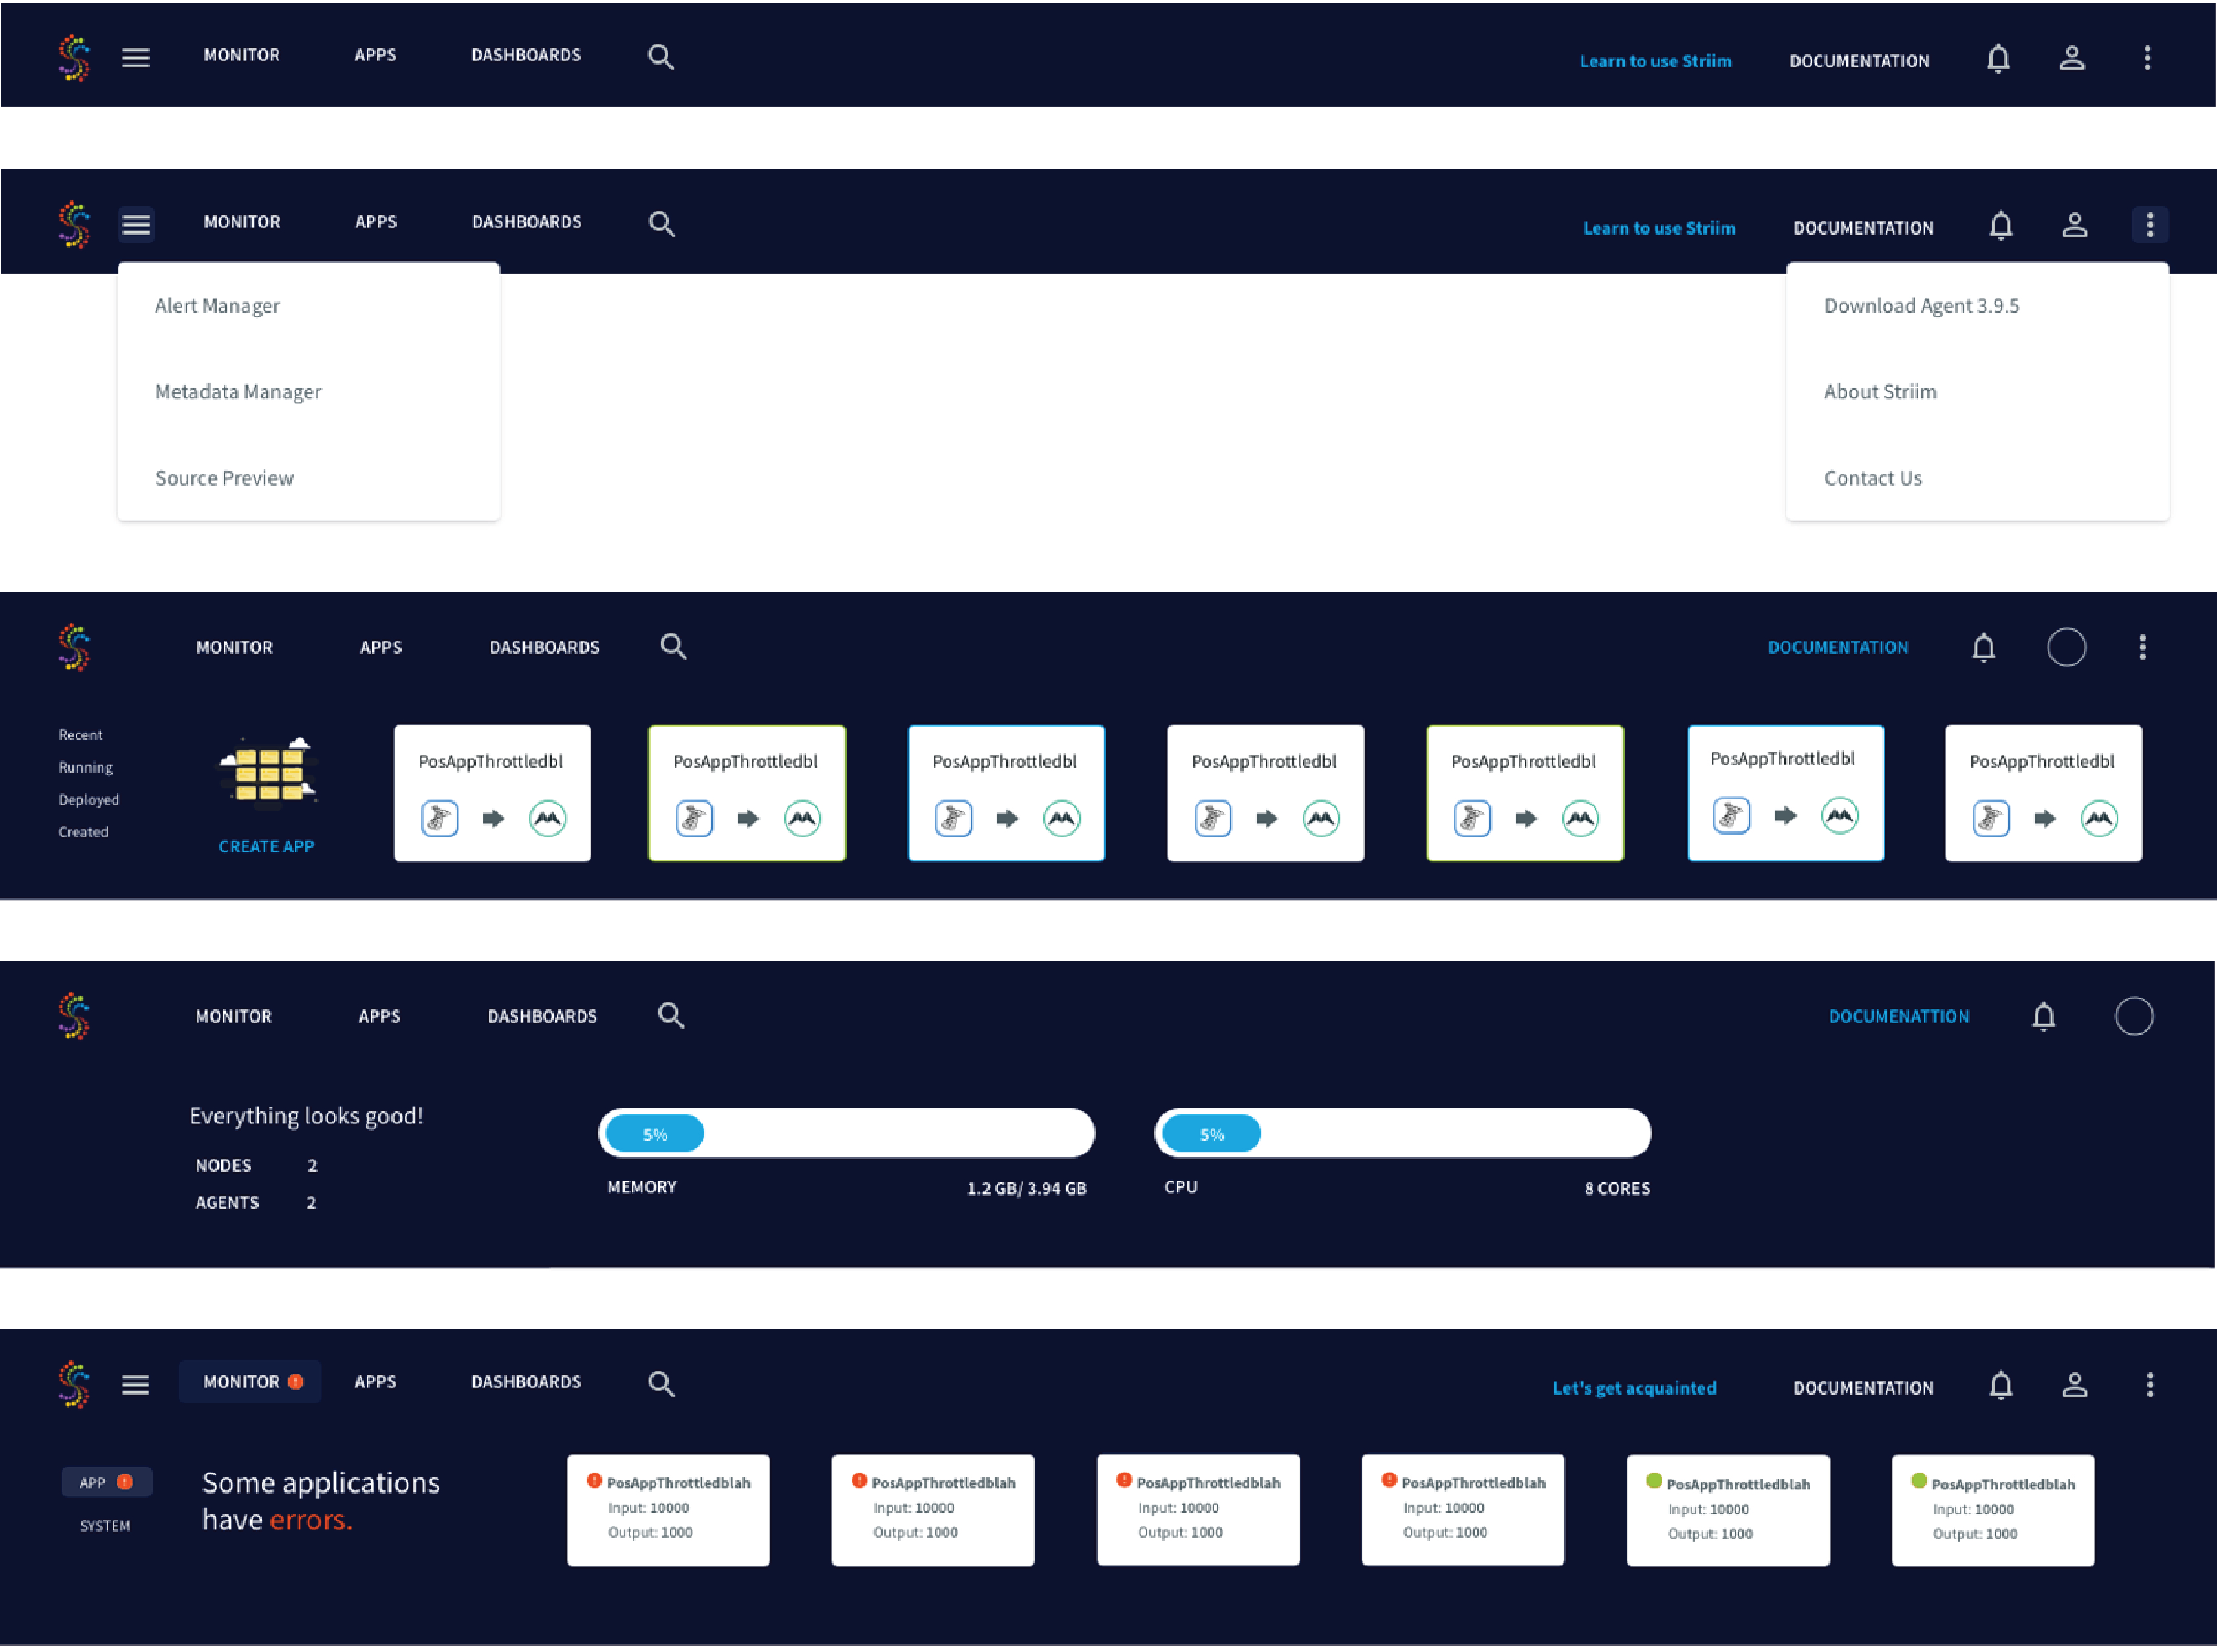 MONITOR APPS DASHBOARDS Learn to use Striim DOCUMENTATION
MONITOR APPS DASHBOARDS Learn to use Striim DOCUMENTATION
Alert Manager
Metadata Manager
Source Preview
Download Agent 3.9.5
About Striim
Contact Us
MONITOR APPS DASHBOARDS DOCUMENTATION
Recent
Running
Deployed
Created
CREATE APP
PosAppThrottledbl
PosAppThrottledbl
PosAppThrottledbl
PosAppThrottledbl
PosAppThrottledbl
PosAppThrottledbl
PosAppThrottledbl
MONITOR APPS DASHBOARDS DOCUMENATTION
Everything looks good!
NODES 2
AGENTS 2
5%
MEMORY 1.2 GB/ 3.94 GB
5%
CPU 8 CORES
MONITOR APPS DASHBOARDS Let's get acquainted DOCUMENTATION
APP
SYSTEM
Some applications
have errors.
PosAppThrottledblah
Input: 10000
Output: 1000
PosAppThrottledblah
Input: 10000
Output: 1000
PosAppThrottledblah
Input: 10000
Output: 1000
PosAppThrottledblah
Input: 10000
Output: 1000
PosAppThrottledblah
Input: 10000
Output: 1000
PosAppThrottledblah
Input: 10000
Output: 1000